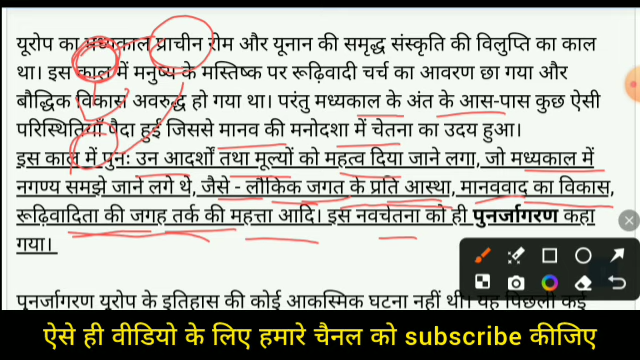 यूरोप का मध्यकाल प्राचीन रोम और यूनान की समृद्ध संस्कृति की विलुप्ति का काल
था। इस काल में मनुष्य के मस्तिष्क पर रूढ़िवादी चर्च का आवरण छा गया और
बौद्धिक विकास अवरुद्ध हो गया था। परंतु मध्यकाल के अंत के आस-पास कुछ ऐसी
परिस्थितियाँ पैदा हुई जिससे मानव की मनोदशा में चेतना का उदय हुआ।
इस काल में पुनः उन आदर्शों तथा मूल्यों को महत्व दिया जाने लगा, जो मध्यकाल में
नगण्य समझे जाने लगे थे, जैसे - लौकिक जगत के प्रति आस्था, मानववाद का विकास,
रूढ़िवादिता की जगह तर्क की महत्ता आदि। इस नवचेतना को ही पुनर्जागरण कहा
गया।
पुनर्जागरण यूरोप के इतिहास की कोई आकस्मिक घटना नहीं थी। यह पिछली कई
ऐसे ही वीडियो के लिए हमारे चैनल को subscribe कीजिए